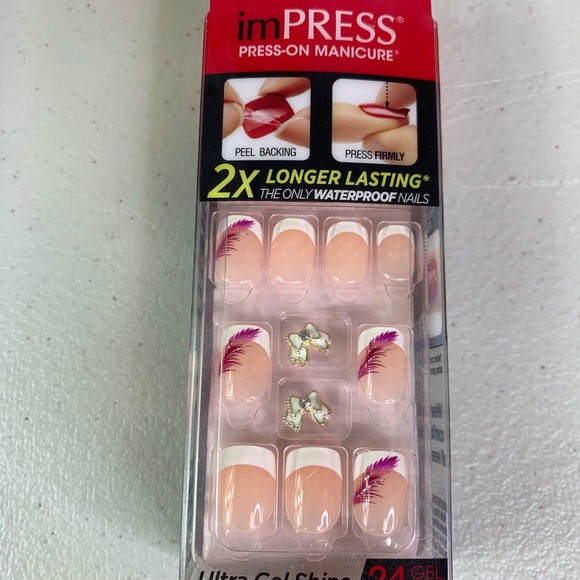 imPRESS®
PRESS-ON MANICURE®
PEEL BACKING
PRESS FIRMLY
2X LONGER LASTING*
THE ONLY WATERPROOF NAILS
Ultra Gel Shine
24 GEL